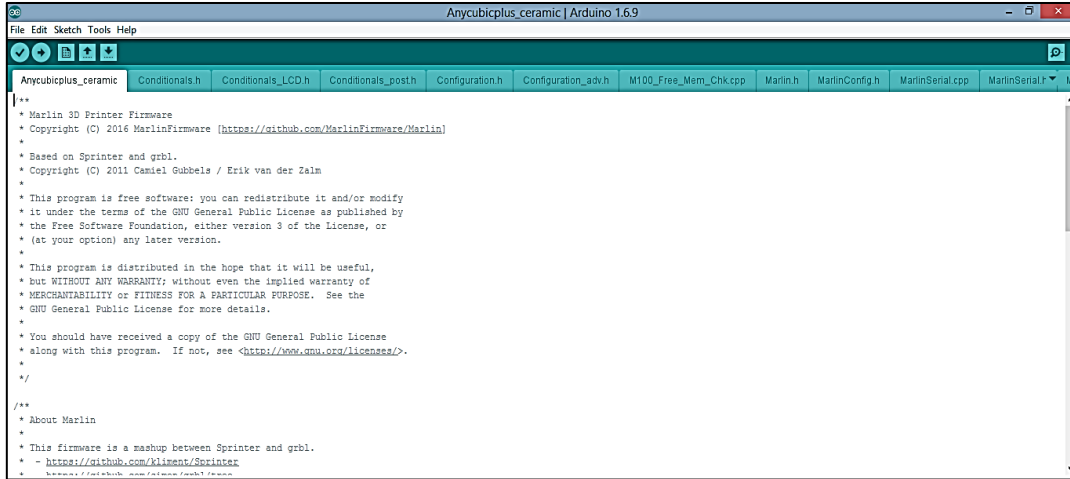 Anycubicplus_ceramic | Arduino 1.6.9
File Edit Sketch Tools Help
Anycubicplus_ceramic Conditionals.h Conditionals_LCD.h Conditionals_post.h Configuration.h Configuration_adv.h M100_Free_Mem_Chk.cpp Marlin.h MarlinConfig.h MarlinSerial.cpp MarlinSerial.h
/**
* Marlin 3D Printer Firmware
* Copyright (C) 2016 MarlinFirmware [https://github.com/MarlinFirmware/Marlin]
*
* Based on Sprinter and grbl.
* Copyright (C) 2011 Camiel Gubbels / Erik van der Zalm
*
* This program is free software: you can redistribute it and/or modify
* it under the terms of the GNU General Public License as published by
* the Free Software Foundation, either version 3 of the License, or
* (at your option) any later version.
*
* This program is distributed in the hope that it will be useful,
* but WITHOUT ANY WARRANTY; without even the implied warranty of
* MERCHANTABILITY or FITNESS FOR A PARTICULAR PURPOSE.  See the
* GNU General Public License for more details.
*
* You should have received a copy of the GNU General Public License
* along with this program.  If not, see <http://www.gnu.org/licenses/>.
*
*/
/**
* About Marlin
*
* This firmware is a mashup between Sprinter and grbl.
*  - https://github.com/kliment/Sprinter